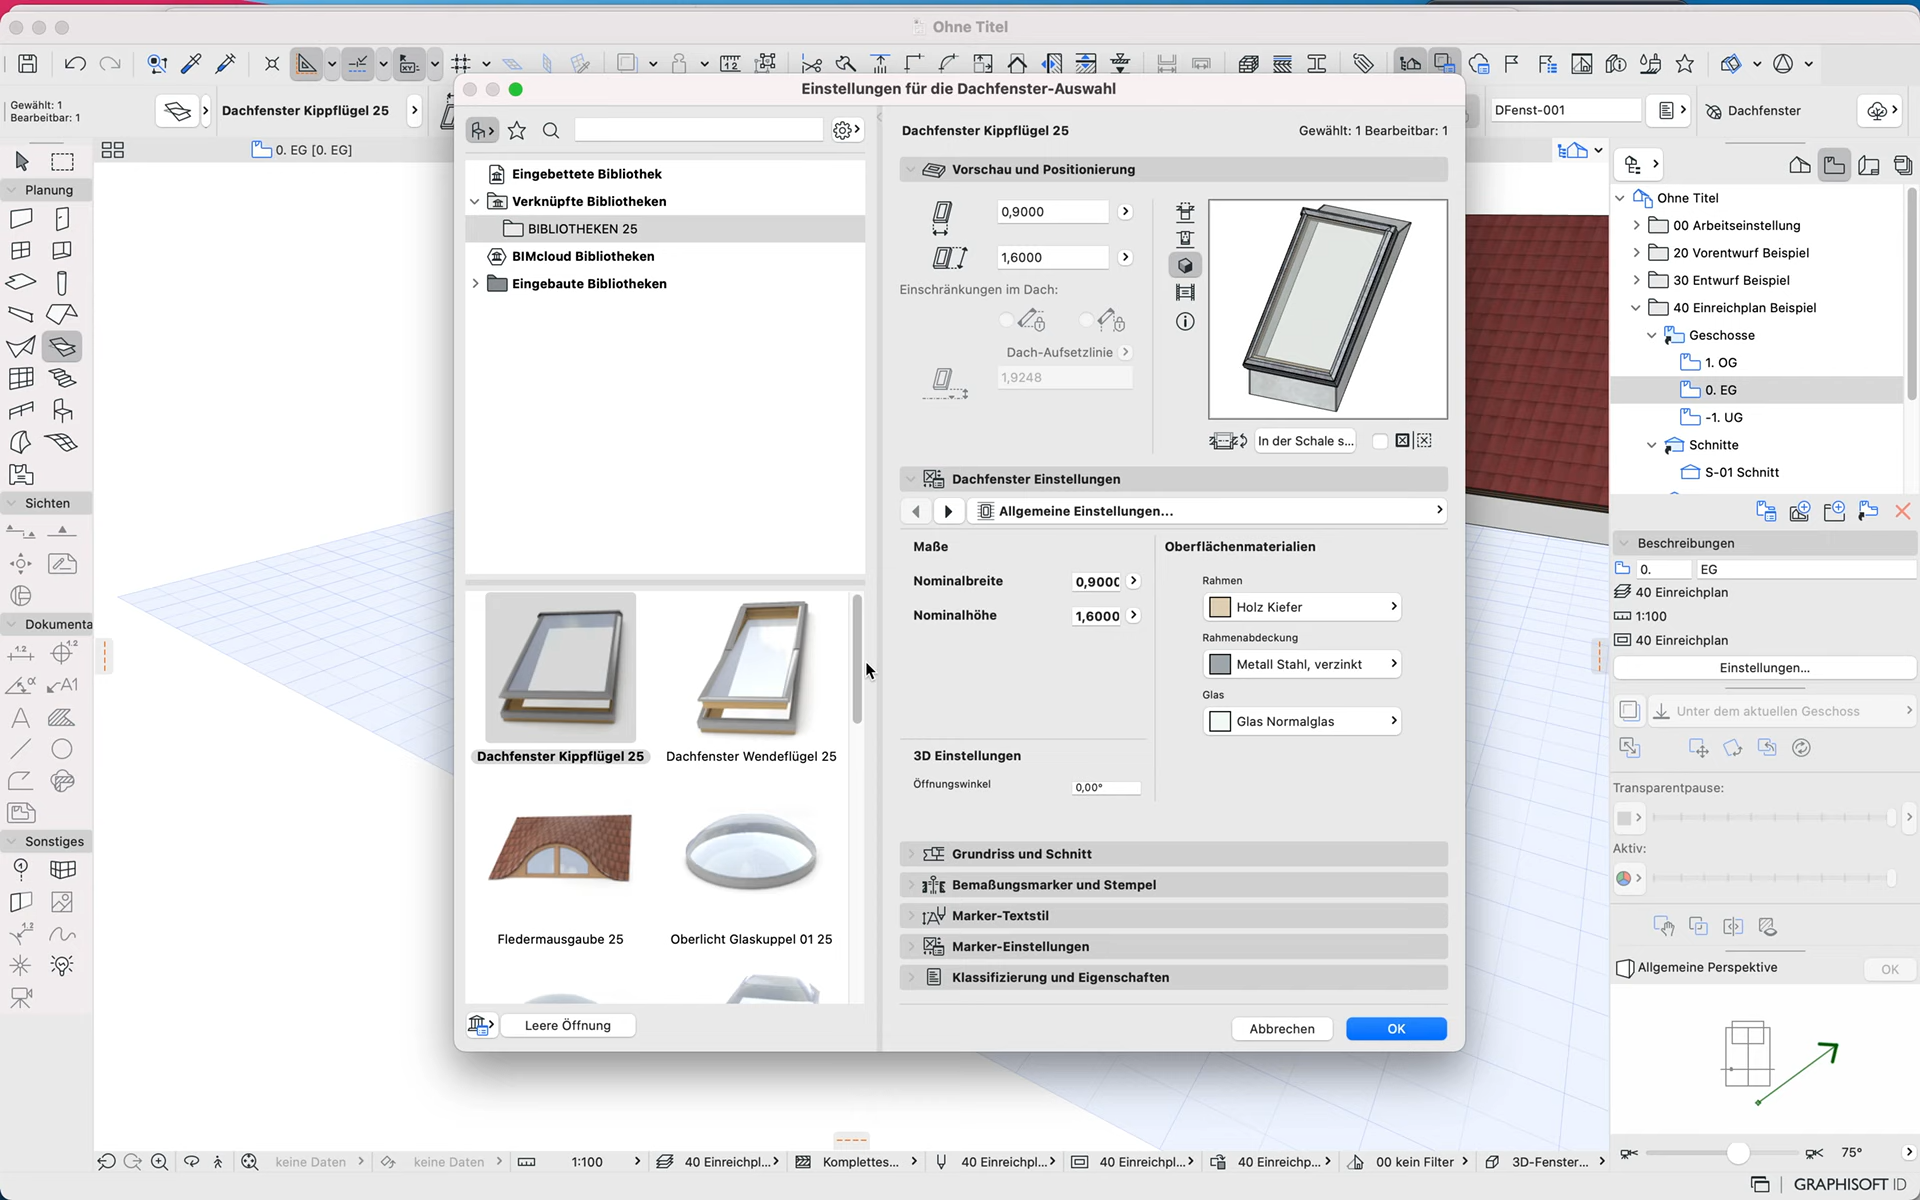 Ohne Titel
Gewählt: 1
Bearbeitbar: 1
Dachfenster Kippflügel 25
DFenst-001
Dachfenster
0. EG [0. EG]
Planung
Sichten
Dokumenta
Sonstiges
Einstellungen für die Dachfenster-Auswahl
Eingebettete Bibliothek
Verknüpfte Bibliotheken
BIBLIOTHEKEN 25
BIMcloud Bibliotheken
Eingebaute Bibliotheken
Dachfenster Kippflügel 25
Dachfenster Wendeflügel 25
Fledermausgaube 25
Oberlicht Glaskuppel 01 25
Leere Öffnung
Dachfenster Kippflügel 25
Gewählt: 1 Bearbeitbar: 1
Vorschau und Positionierung
0,9000
1,6000
Einschränkungen im Dach:
Dach-Aufsetzlinie
1,9248
In der Schale s...
Dachfenster Einstellungen
Allgemeine Einstellungen...
Maße
Nominalbreite
0,9000
Nominalhöhe
1,6000
3D Einstellungen
Öffnungswinkel
0,00°
Oberflächenmaterialien
Rahmen
Holz Kiefer
Rahmenabdeckung
Metall Stahl, verzinkt
Glas
Glas Normalglas
Grundriss und Schnitt
Bemaßungsmarker und Stempel
Marker-Textstil
Marker-Einstellungen
Klassifizierung und Eigenschaften
Abbrechen
OK
Ohne Titel
00 Arbeitseinstellung
20 Vorentwurf Beispiel
30 Entwurf Beispiel
40 Einreichplan Beispiel
Geschosse
1. OG
0. EG
-1. UG
Schnitte
S-01 Schnitt
Beschreibungen
0.
EG
40 Einreichplan
1:100
40 Einreichplan
Einstellungen...
Unter dem aktuellen Geschoss
Transparentpause:
Aktiv:
Allgemeine Perspektive
OK
75°
keine Daten
keine Daten
1:100
40 Einreichpl...
Komplettes...
40 Einreichpl...
40 Einreichpl...
40 Einreichp...
00 kein Filter
3D-Fenster...
GRAPHISOFT ID